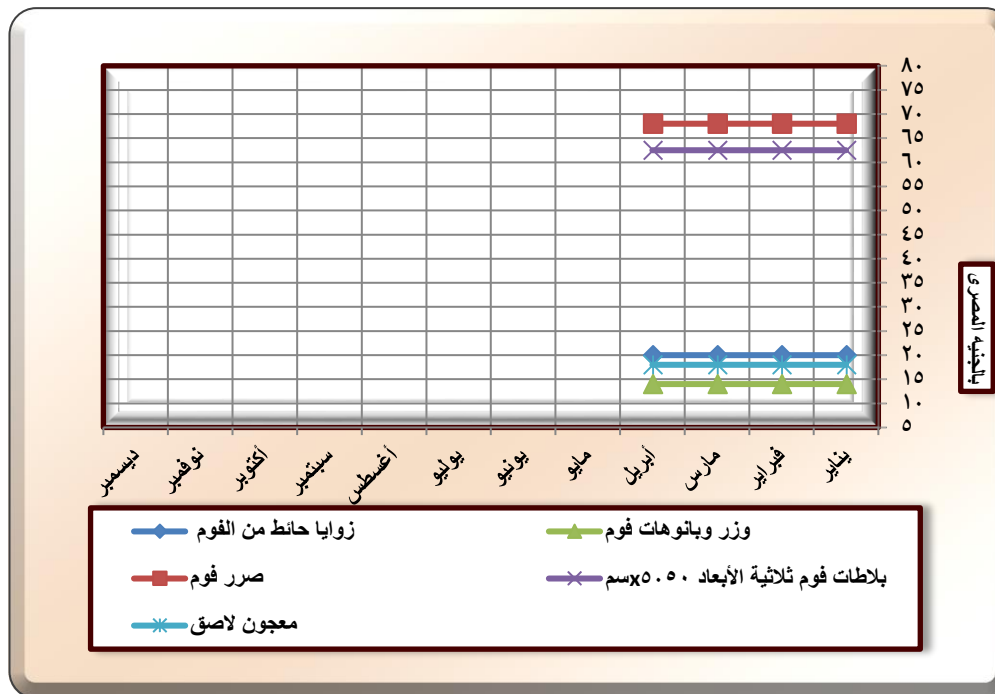 ٨٠
٧٥
٧٠
٦٥
٦٠
٥٥
٥٠
٤٥
٤٠
٣٥
٣٠
٢٥
٢٠
١٥
١٠
٥
بالجنيه المصرى
يناير
فبراير
مارس
أبريل
مايو
يونيو
يوليو
أغسطس
سبتمبر
أكتوبر
نوفمبر
ديسمبر
وزر وبانوهات فوم
زوايا حائط من الفوم
بلاطات فوم ثلاثية الأبعاد ٥٠x٥٠سم
صرر فوم
معجون لاصق